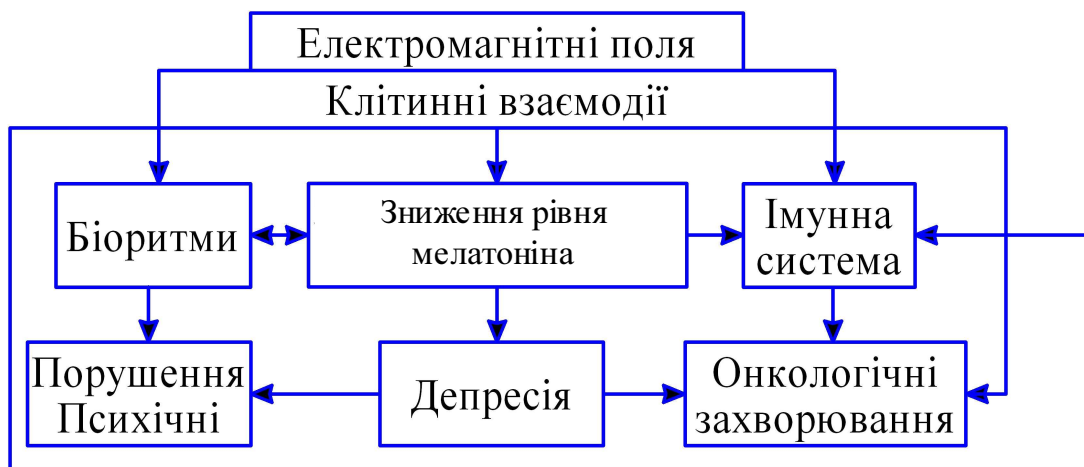 Електромагнітні поля
Клітинні взаємодії
Біоритми
Зниження рівня
мелатоніна
Імунна
система
Порушення
Психічні
Депресія
Онкологічні
захворювання